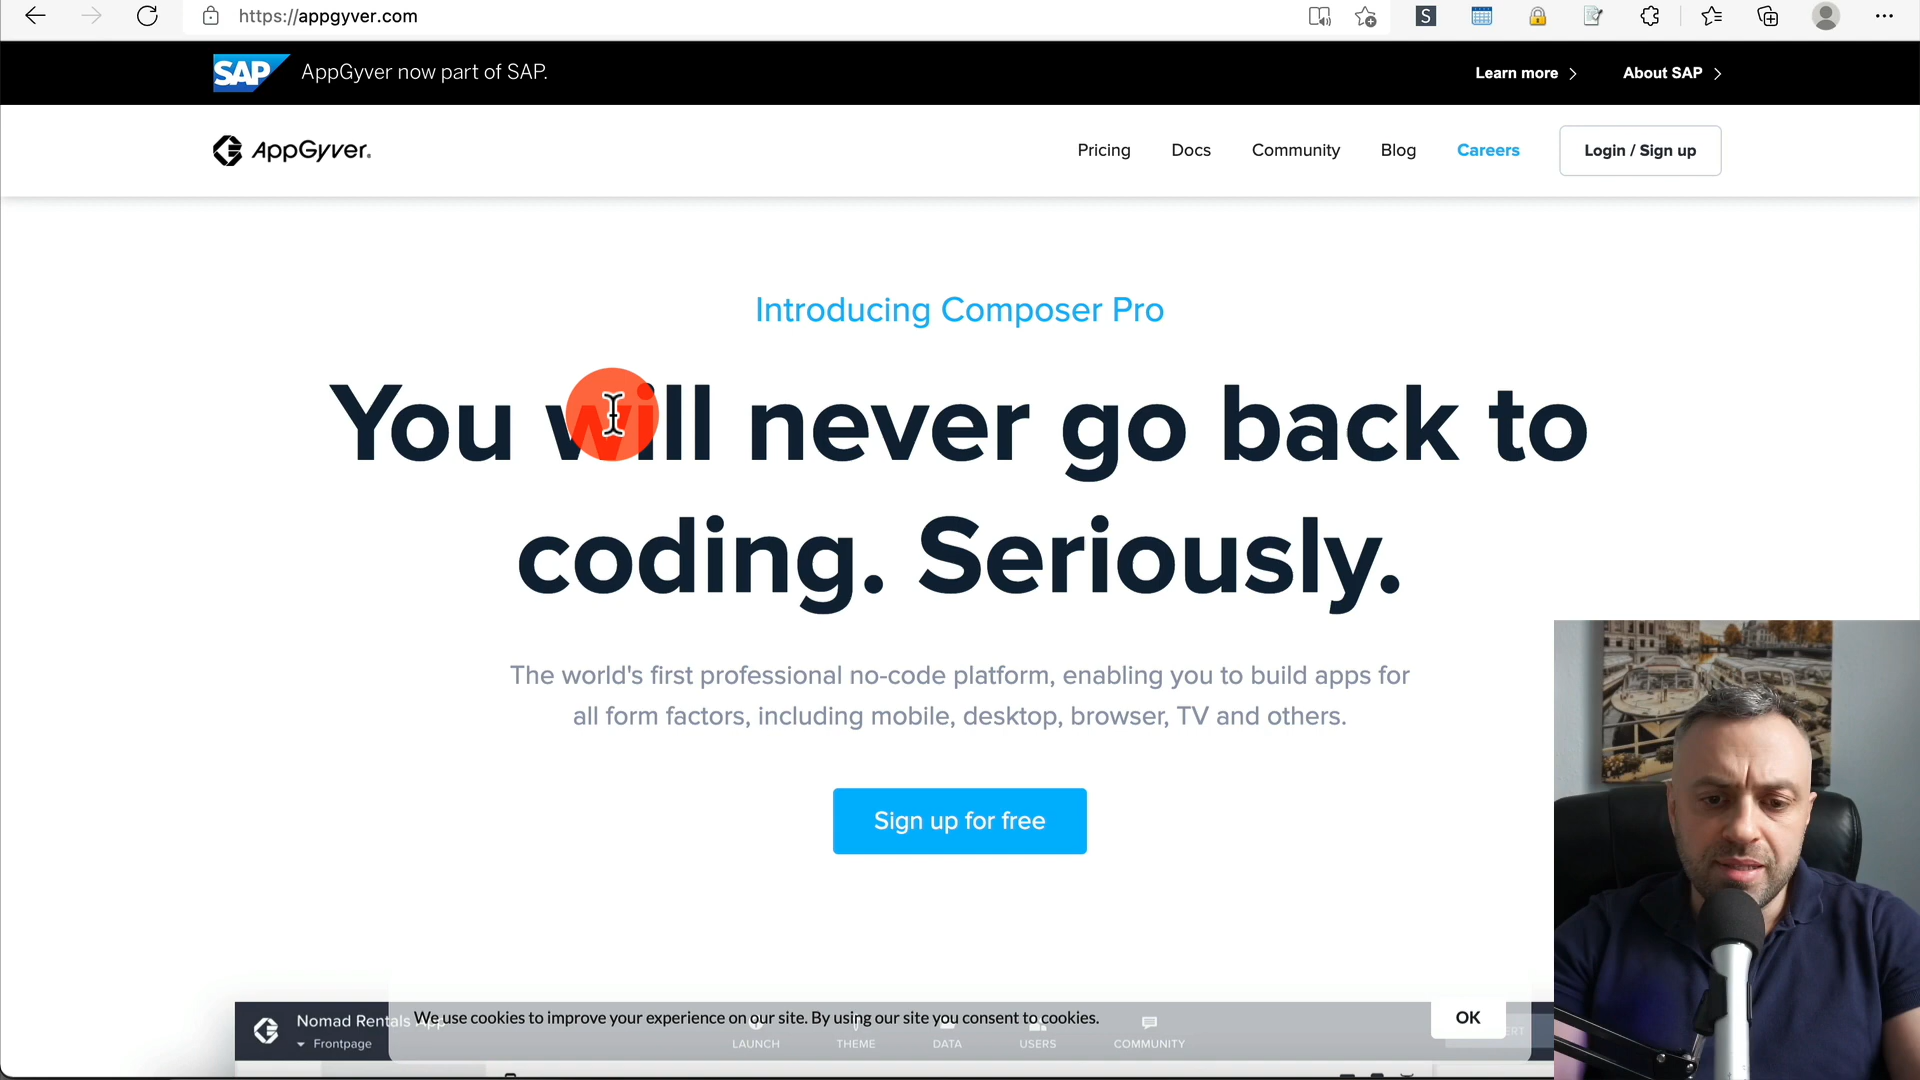 https://appgyver.com
S
SAP
AppGyver now part of SAP.
Learn more
About SAP
AppGyver.
Pricing
Docs
Community
Blog
Careers
Login / Sign up
Introducing Composer Pro
You will never go back to
coding. Seriously.
The world's first professional no-code platform, enabling you to build apps for
all form factors, including mobile, desktop, browser, TV and others.
Sign up for free
Nomad Rentals App
Frontpage
We use cookies to improve your experience on our site. By using our site you consent to cookies.
OK
LAUNCH
THEME
DATA
USERS
COMMUNITY